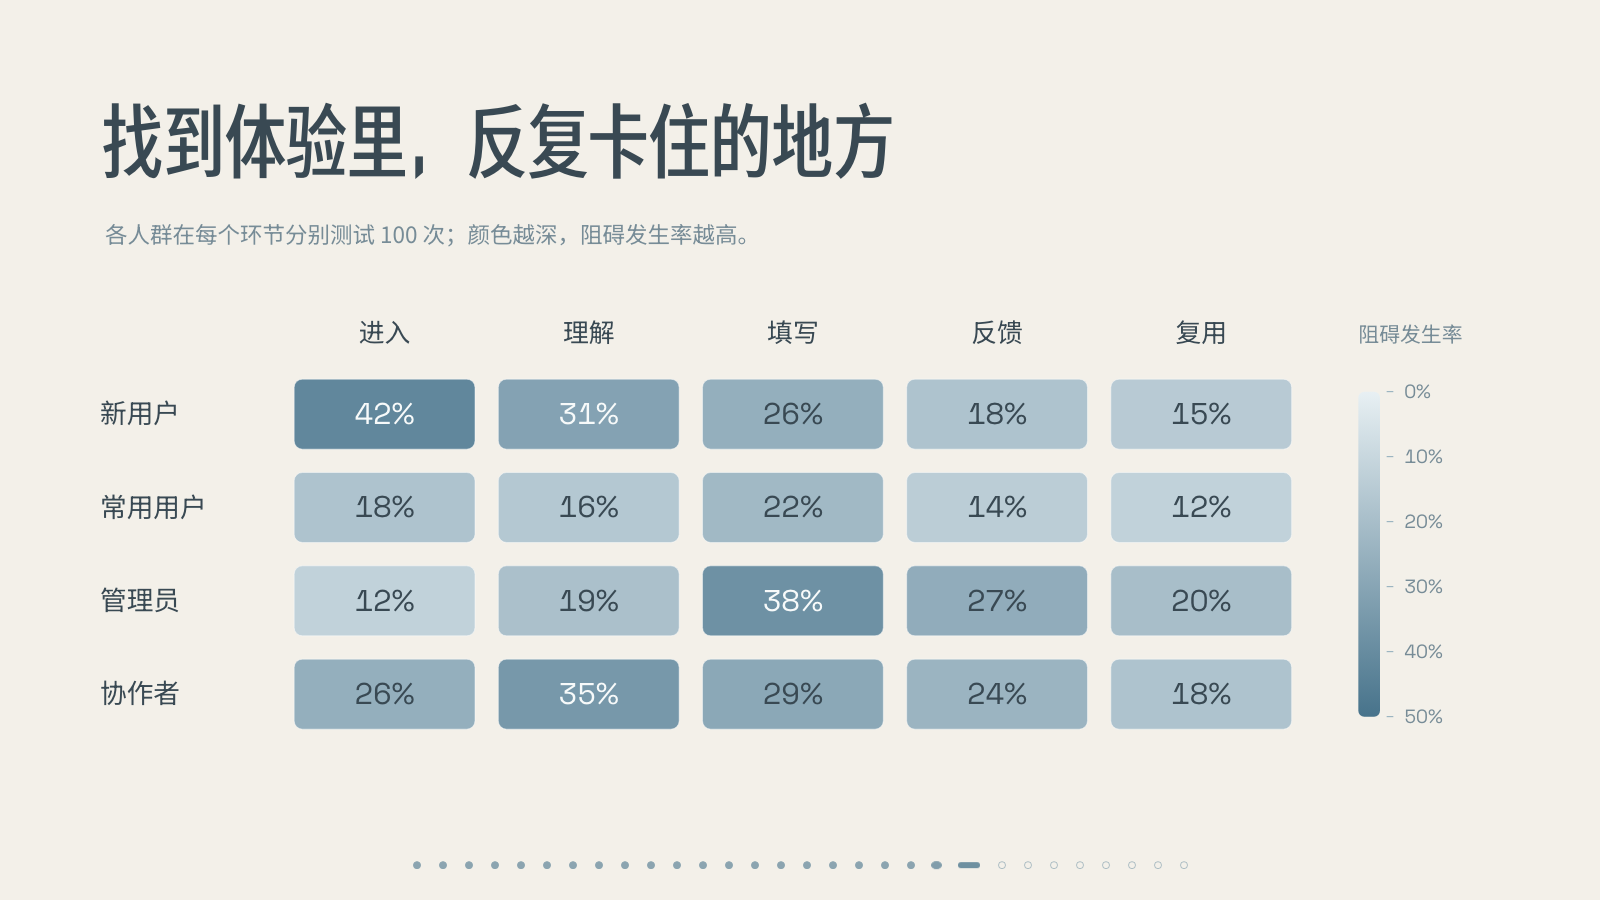 找到体验里，反复卡住的地方
各人群在每个环节分别测试 100 次；颜色越深，阻碍发生率越高。
进入 理解 填写 反馈 复用 阻碍发生率
新用户 42% 31% 26% 18% 15%
常用用户 18% 16% 22% 14% 12%
管理员 12% 19% 38% 27% 20%
协作者 26% 35% 29% 24% 18%
0%
10%
20%
30%
40%
50%